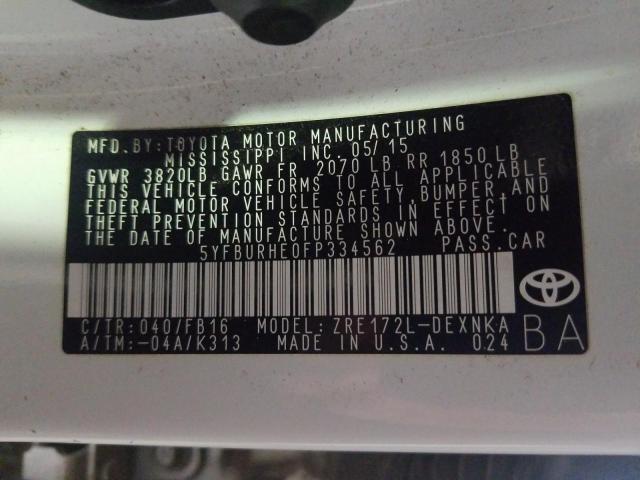 MFD. BY: TOYOTA MOTOR MANUFACTURING
MISSISSIPPI INC. 05/15
GVWR 3820LB GAWR FR 2070 LB RR 1850 LB
THIS VEHICLE CONFORMS TO ALL APPLICABLE
FEDERAL MOTOR VEHICLE SAFETY, BUMPER, AND
THEFT PREVENTION STANDARDS IN EFFECT ON
THE DATE OF MANUFACTURE SHOWN ABOVE.
5YFBURHE0FP334562 PASS. CAR
C/TR: 040/FB16 MODEL: ZRE172L-DEXNKA
A/TM: -04A/K313 MADE IN U.S.A. 024
BA